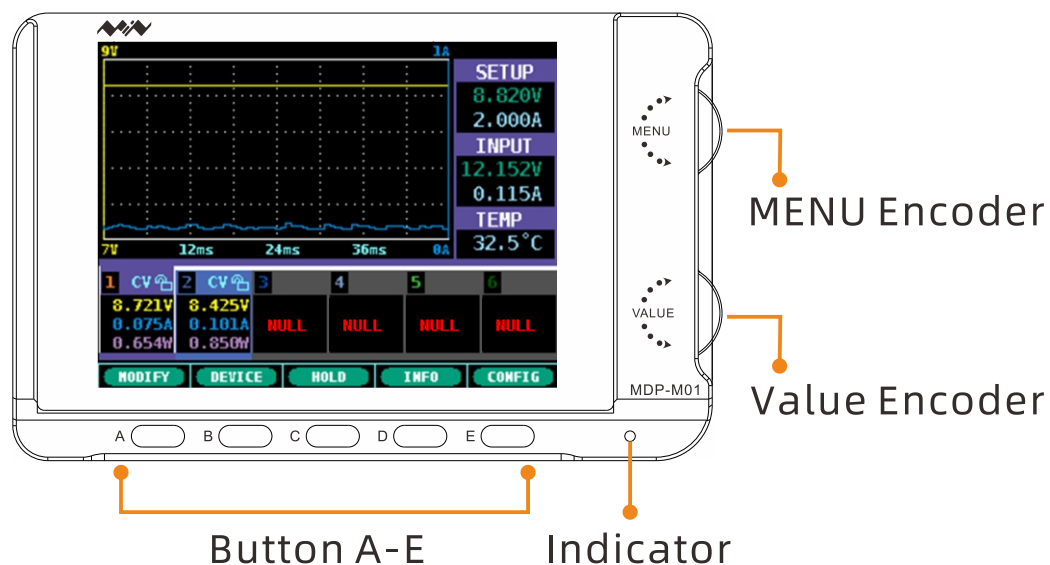 9V 1A
SETUP
8.820V
2.000A
INPUT
12.152V
0.115A
TEMP
32.5°C
7V 12ms 24ms 36ms 0A
1 CV 2 CV 3 4 5 6
8.721V 8.425V
0.075A 0.101A NULL NULL NULL NULL
0.654W 0.850W
MODIFY DEVICE HOLD INFO CONFIG
MENU
MENU Encoder
VALUE
Value Encoder
MDP-M01
A B C D E
Button A-E Indicator